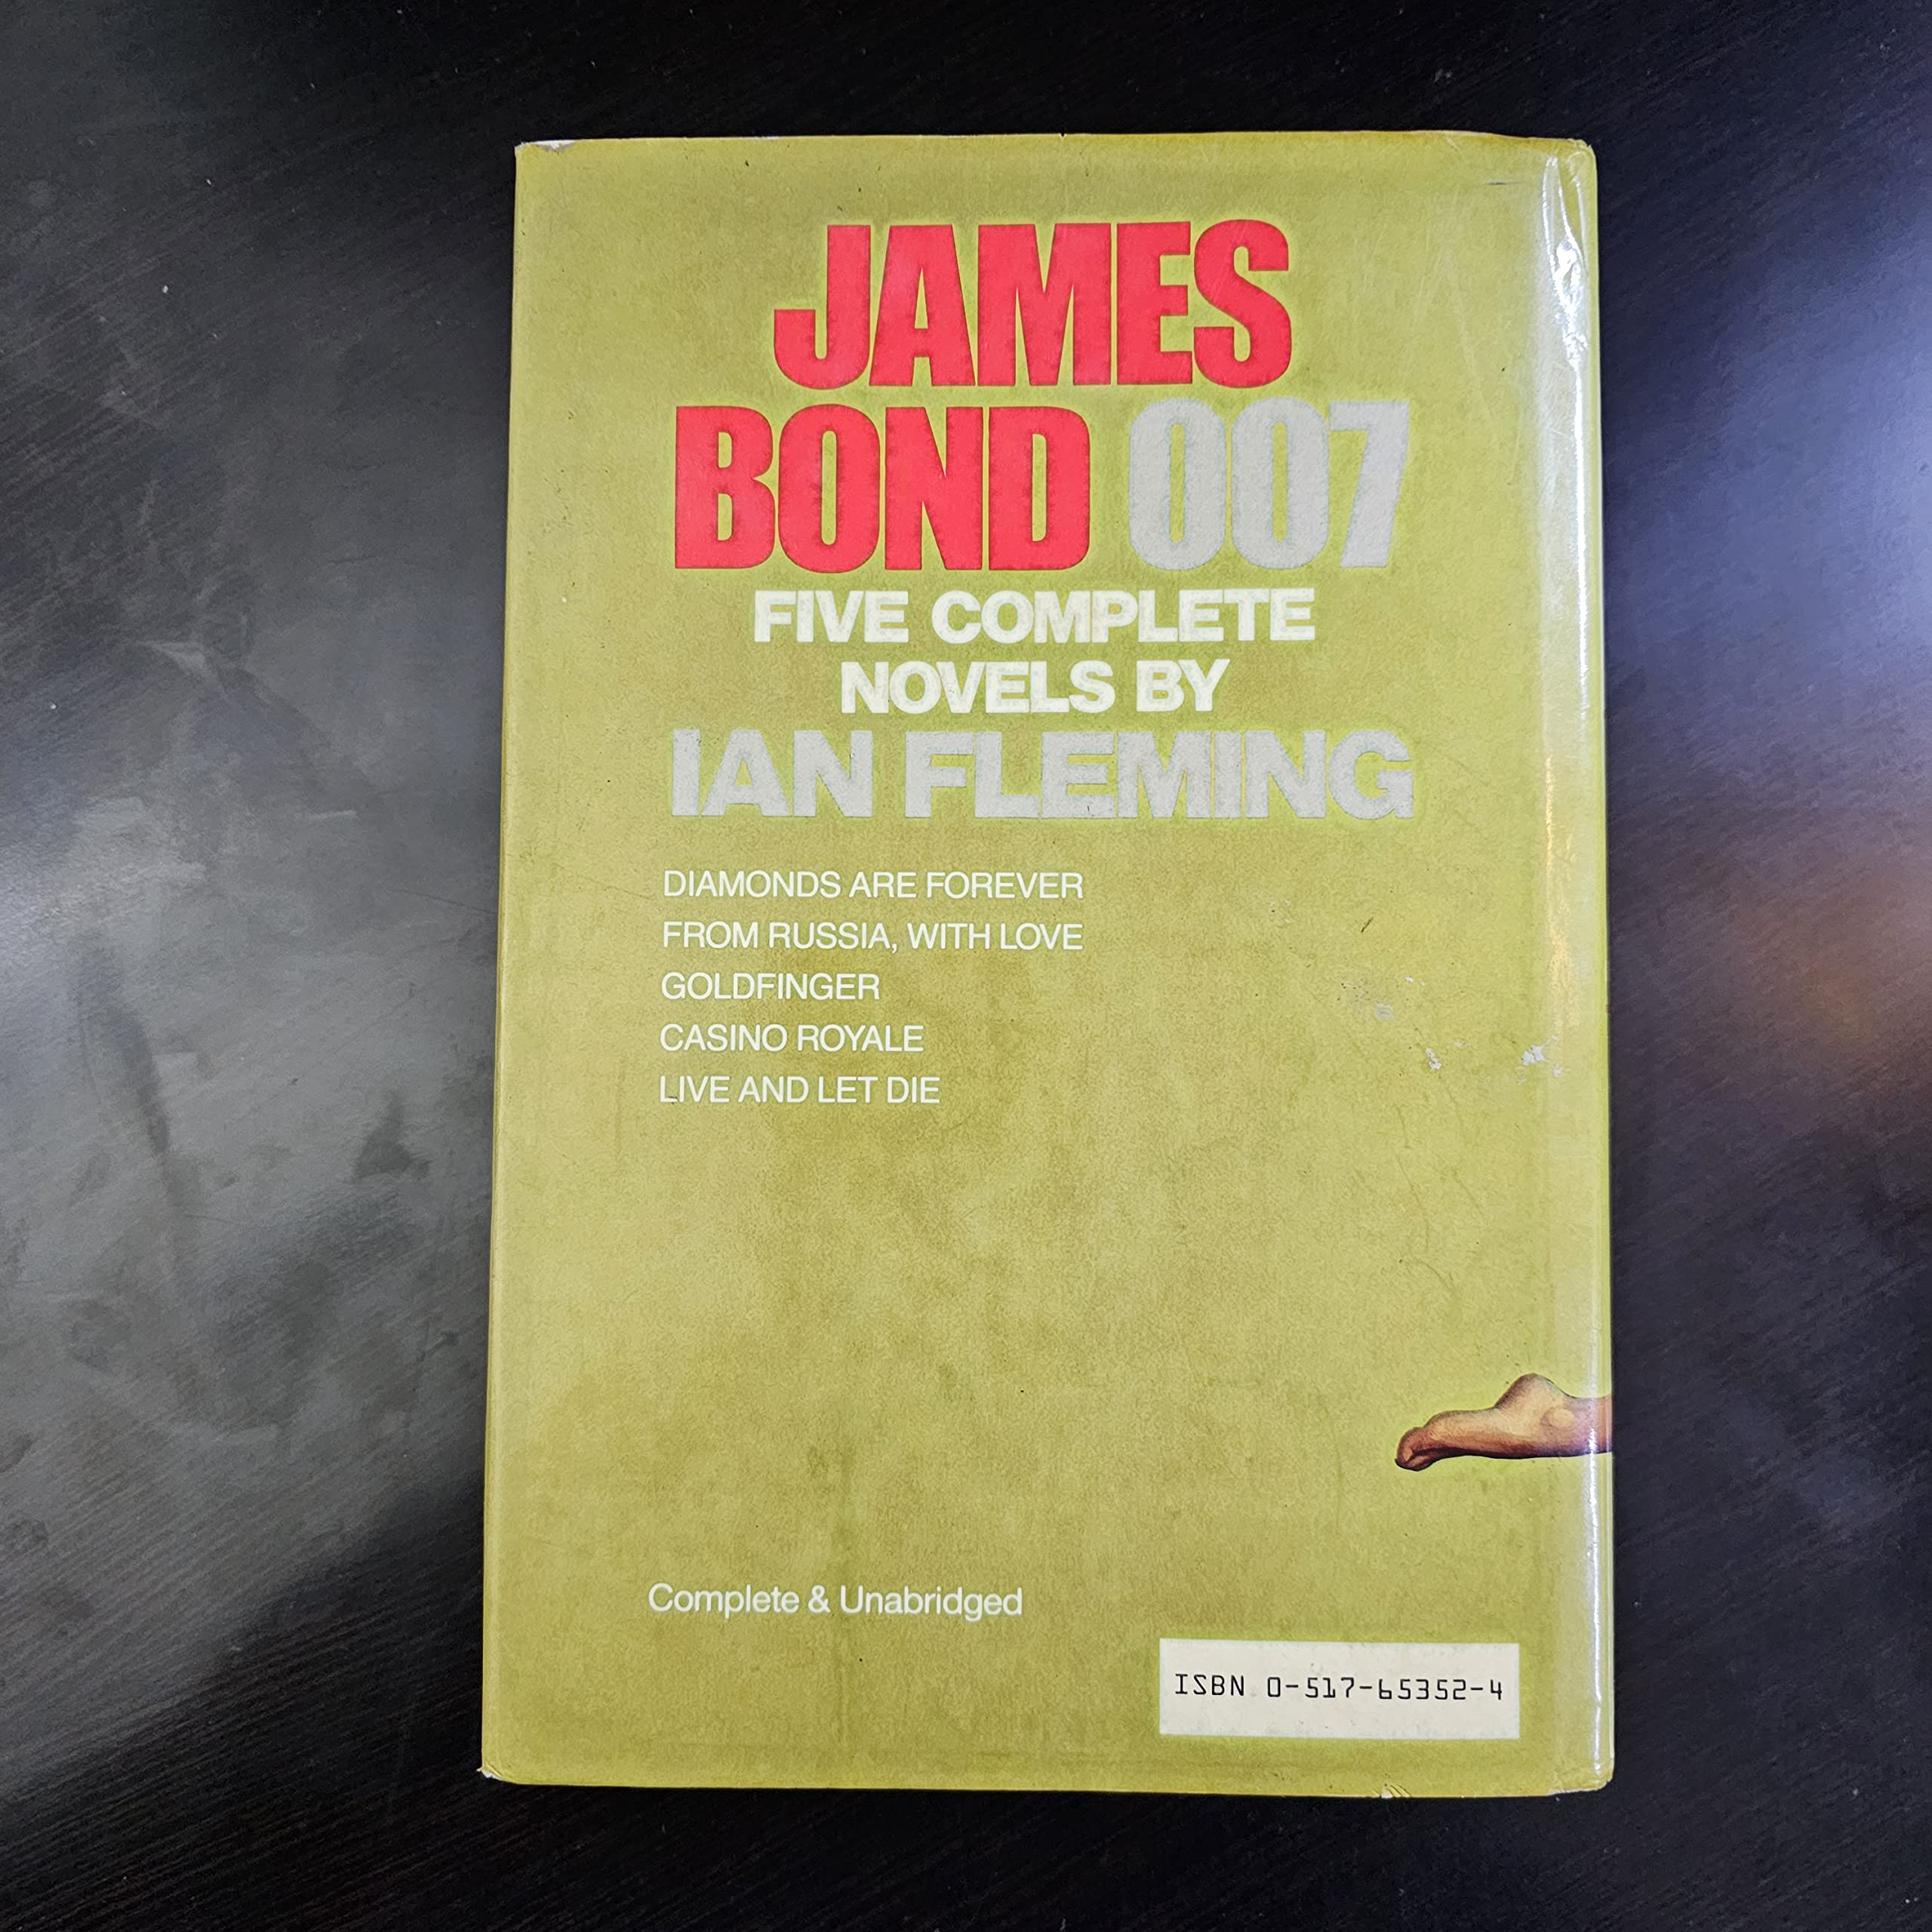 JAMES
BOND 007
FIVE COMPLETE
NOVELS BY
IAN FLEMING
DIAMONDS ARE FOREVER
FROM RUSSIA, WITH LOVE
GOLDFINGER
CASINO ROYALE
LIVE AND LET DIE
Complete & Unabridged
ISBN 0-517-65352-4